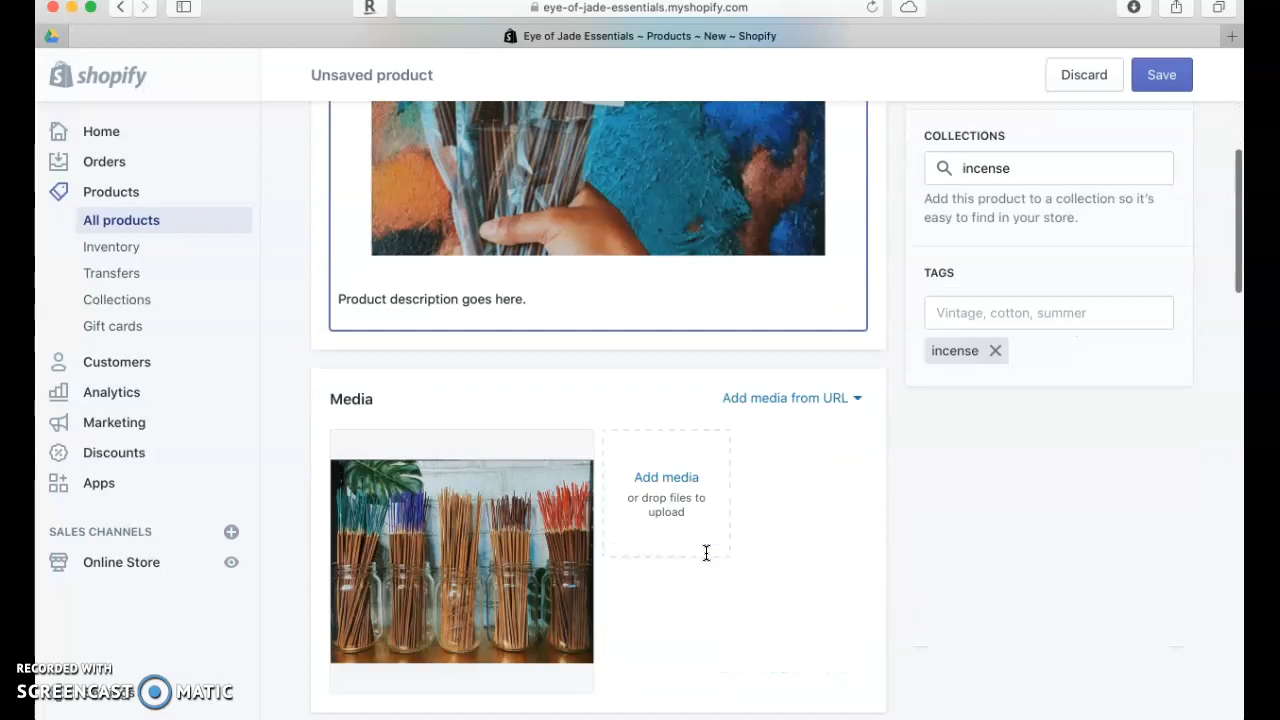 eye-of-jade-essentials.myshopify.com
Eye of Jade Essentials ~ Products ~ New ~ Shopify
shopify
Unsaved product
Discard
Save
Home
Orders
Products
All products
Inventory
Transfers
Collections
Gift cards
Customers
Analytics
Marketing
Discounts
Apps
SALES CHANNELS
Online Store
Product description goes here.
Media
Add media from URL
Add media
or drop files to
upload
COLLECTIONS
incense
Add this product to a collection so it's
easy to find in your store.
TAGS
Vintage, cotton, summer
incense
RECORDED WITH
SCREENCAST MATIC